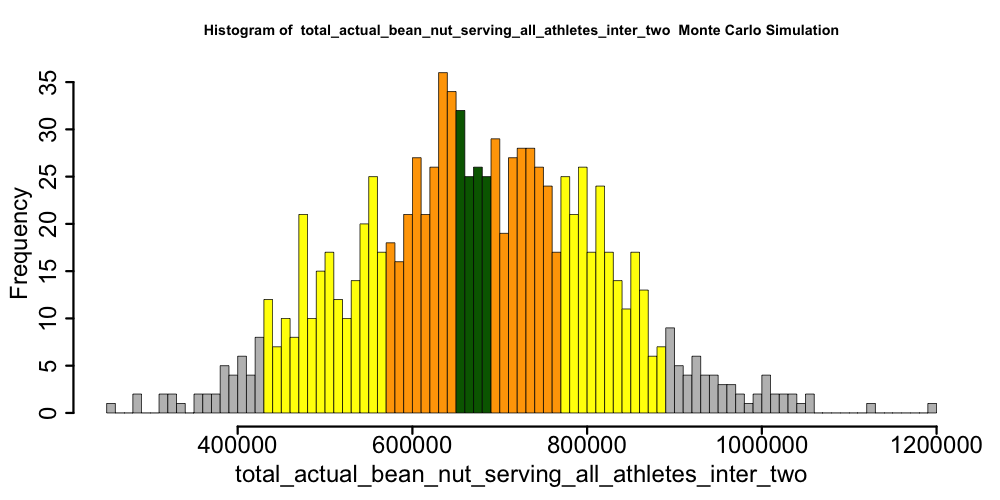 Histogram of  total_actual_bean_nut_serving_all_athletes_inter_two  Monte Carlo Simulation
Frequency
35
30
25
20
15
10
5
0
400000 600000 800000 1000000 1200000
total_actual_bean_nut_serving_all_athletes_inter_two